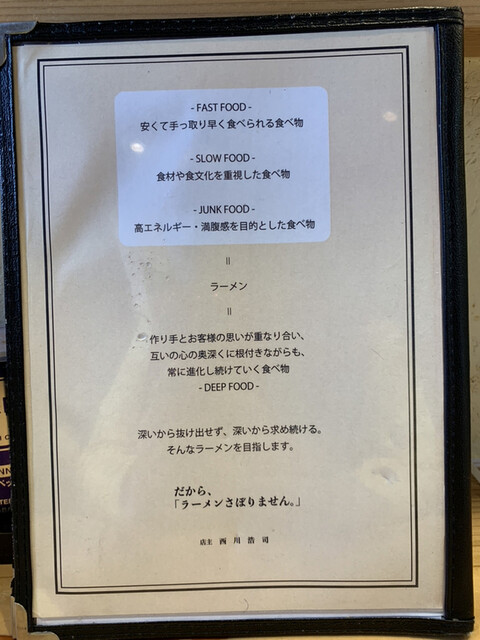 - FAST FOOD -
安くて手っ取り早く食べられる食べ物
- SLOW FOOD -
食材や食文化を重視した食べ物
- JUNK FOOD -
高エネルギー・満腹感を目的とした食べ物
=
ラーメン
=
作り手とお客様の思いが重なり合い、
互いの心の奥深くに根付きながらも、
常に進化し続けていく食べ物
- DEEP FOOD -
深いから抜け出せず、深いから求め続ける。
そんなラーメンを目指します。
だから、
「ラーメンさぼりません。」
店主 西川浩司